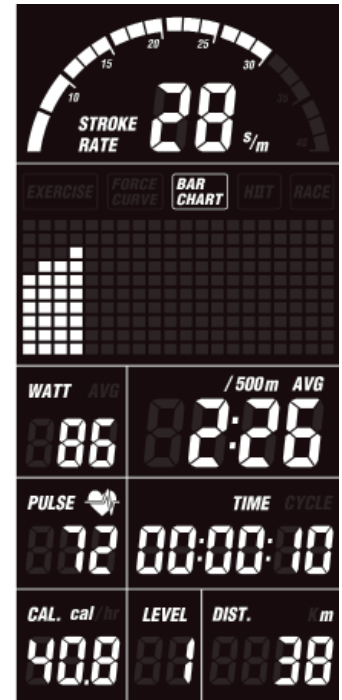 10 15 20 25 30 35 40
STROKE RATE 28 s/m
EXERCISE FORCE CURVE BAR CHART HIIT RACE
WATT AVG /500m AVG
86 2:26
PULSE TIME CYCLE
72 00:00:10
CAL. cal/hr LEVEL DIST. Km
40.8 1 38